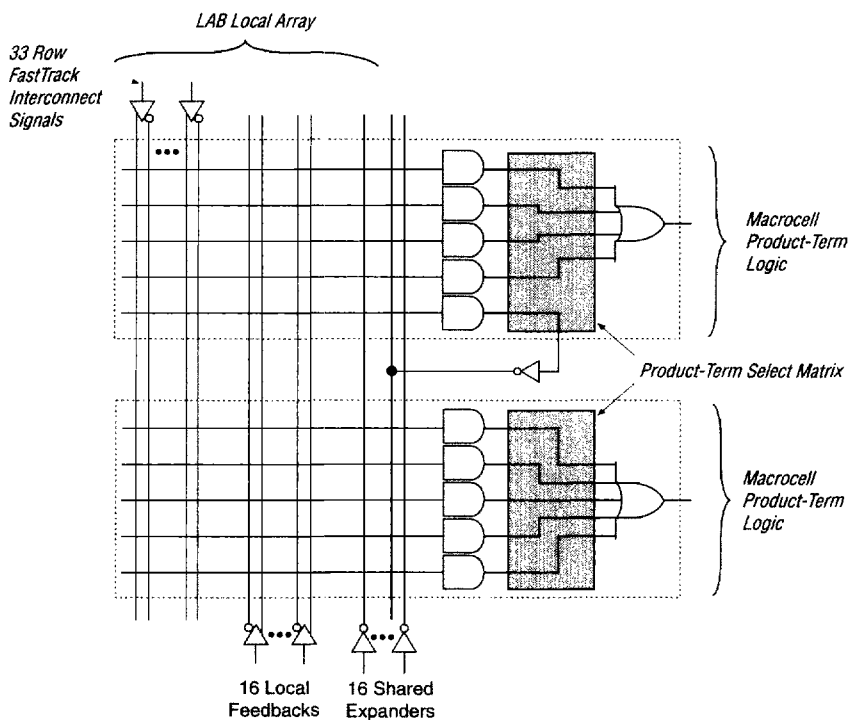 LAB Local Array
33 Row
FastTrack
Interconnect
Signals
Macrocell
Product-Term
Logic
Product-Term Select Matrix
Macrocell
Product-Term
Logic
16 Local
Feedbacks
16 Shared
Expanders